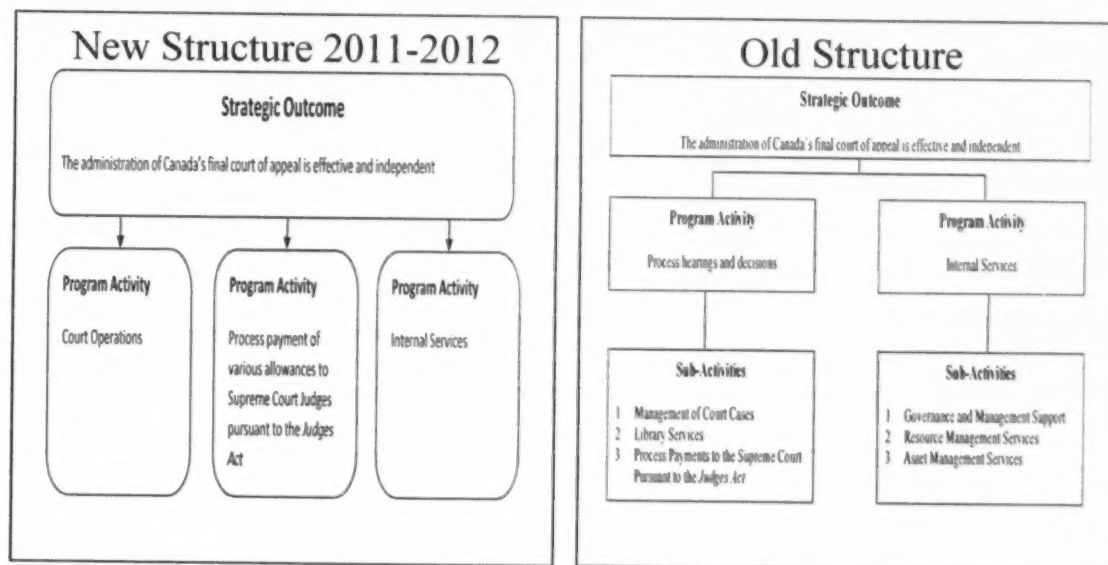 New Structure 2011-2012
Strategic Outcome
The administration of Canada's final court of appeal is effective and independent
Program Activity
Court Operations
Program Activity
Process payment of
various allowances to
Supreme Court Judges
pursuant to the Judges
Act
Program Activity
Internal Services
Old Structure
Strategic Outcome
The administration of Canada's final court of appeal is effective and independent
Program Activity
Process hearings and decisions
Program Activity
Internal Services
Sub-Activities
1 Management of Court Cases
2 Library Services
3 Process Payments to the Supreme Court
Pursuant to the Judges Act
Sub-Activities
1 Governance and Management Support
2 Resource Management Services
3 Asset Management Services